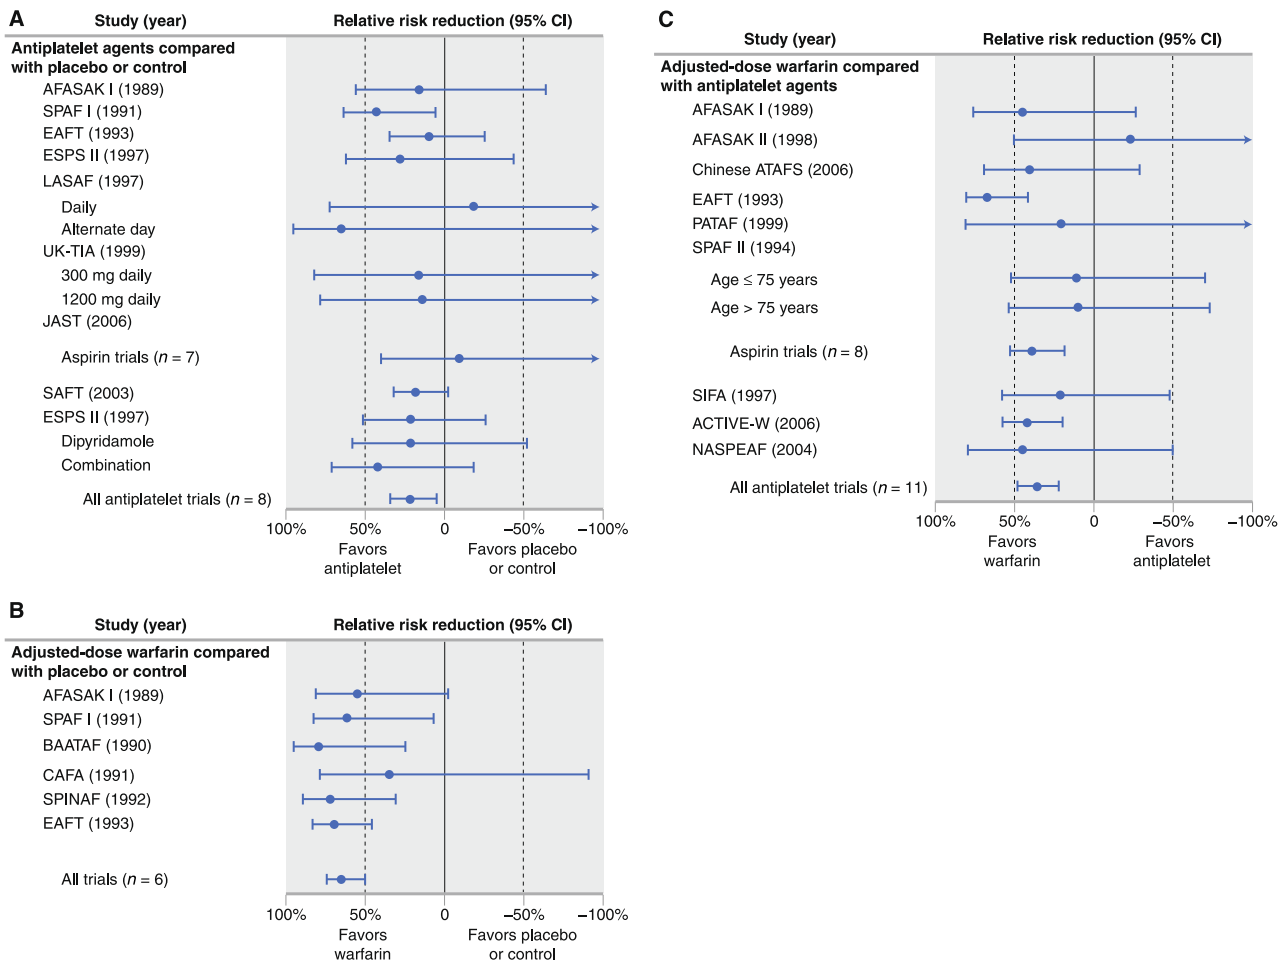 A
Study (year)
Relative risk reduction (95% CI)
Antiplatelet agents compared
with placebo or control
AFASAK I (1989)
SPAF I (1991)
EAFT (1993)
ESPS II (1997)
LASAF (1997)
Daily
Alternate day
UK-TIA (1999)
300 mg daily
1200 mg daily
JAST (2006)
Aspirin trials (n = 7)
SAFT (2003)
ESPS II (1997)
Dipyridamole
Combination
All antiplatelet trials (n = 8)
100% 50% 0 −50% −100%
Favors
antiplatelet
Favors placebo
or control
B
Study (year)
Relative risk reduction (95% CI)
Adjusted-dose warfarin compared
with placebo or control
AFASAK I (1989)
SPAF I (1991)
BAATAF (1990)
CAFA (1991)
SPINAF (1992)
EAFT (1993)
All trials (n = 6)
100% 50% 0 −50% −100%
Favors
warfarin
Favors placebo
or control
C
Study (year)
Relative risk reduction (95% CI)
Adjusted-dose warfarin compared
with antiplatelet agents
AFASAK I (1989)
AFASAK II (1998)
Chinese ATAFS (2006)
EAFT (1993)
PATAF (1999)
SPAF II (1994)
Age ≤ 75 years
Age > 75 years
Aspirin trials (n = 8)
SIFA (1997)
ACTIVE-W (2006)
NASPEAF (2004)
All antiplatelet trials (n = 11)
100% 50% 0 −50% −100%
Favors
warfarin
Favors
antiplatelet